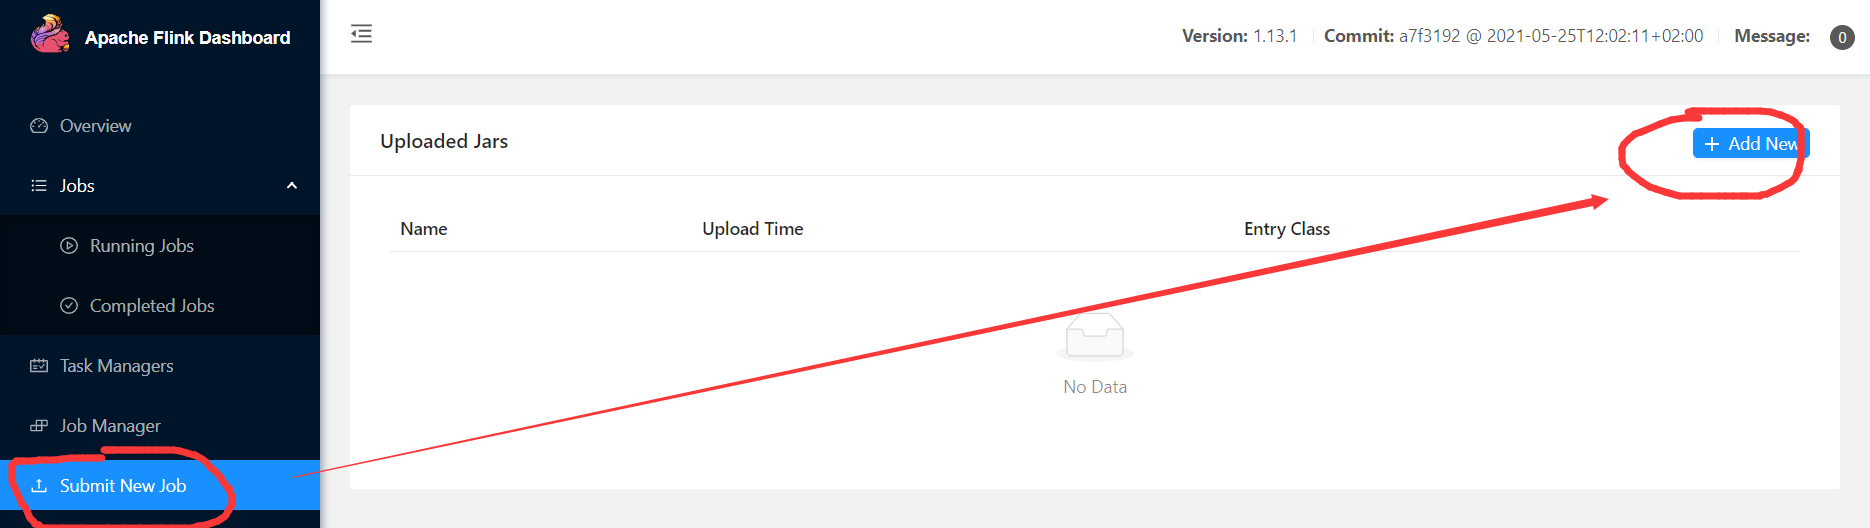 Apache Flink Dashboard
Version: 1.13.1 Commit: a7f3192 @ 2021-05-25T12:02:11+02:00 Message: 0
Overview
Jobs
Running Jobs
Completed Jobs
Task Managers
Job Manager
Submit New Job
Uploaded Jars
Add New
Name Upload Time Entry Class
No Data